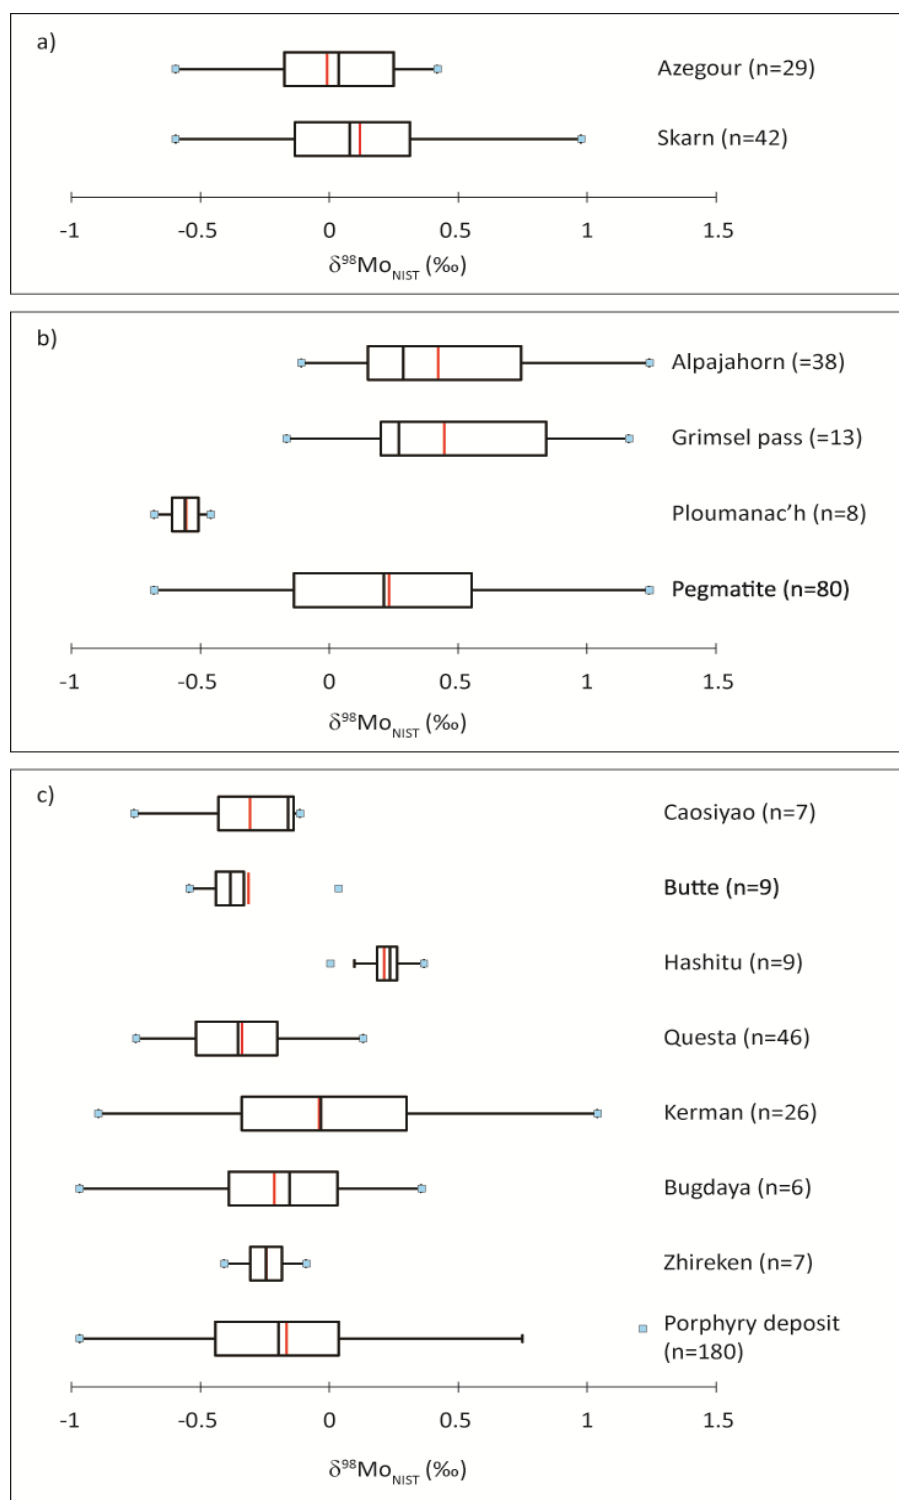 a)
Azegour (n=29)
Skarn (n=42)
-1 -0.5 0 0.5 1 1.5
δ⁹⁸Mo_NIST (‰)
b)
Alpajahorn (=38)
Grimsel pass (=13)
Ploumanac’h (n=8)
Pegmatite (n=80)
-1 -0.5 0 0.5 1 1.5
δ⁹⁸Mo_NIST (‰)
c)
Caosiyao (n=7)
Butte (n=9)
Hashitu (n=9)
Questa (n=46)
Kerman (n=26)
Bugdaya (n=6)
Zhireken (n=7)
Porphyry deposit
(n=180)
-1 -0.5 0 0.5 1 1.5
δ⁹⁸Mo_NIST (‰)